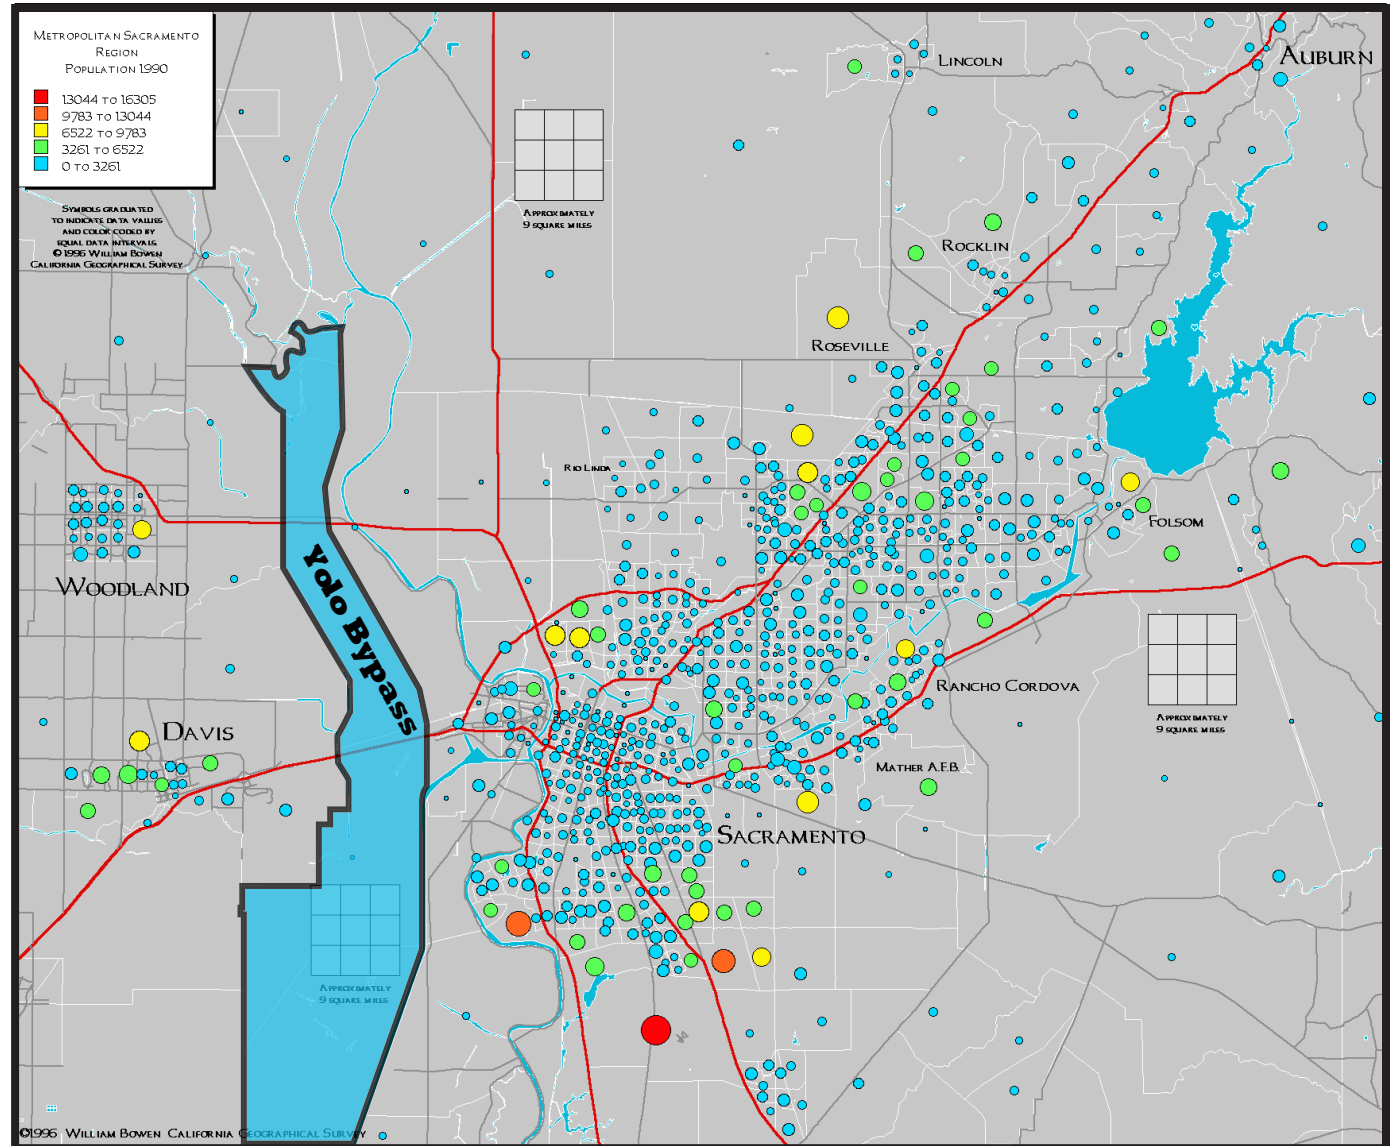 Metropolitan Sacramento
Region
Population 1990
13044 to 16305
9783 to 13044
6522 to 9783
3261 to 6522
0 to 3261
Symbols graduated
to indicate data values
and color coded by
equal data intervals.
©1996 William Bowen
California Geographical Survey
Approximately
9 square miles
Lincoln
Auburn
Rocklin
Roseville
Rio Linda
Folsom
Woodland
Yolo Bypass
Rancho Cordova
Approximately
9 square miles
Davis
Mather A.F.B.
Sacramento
Approximately
9 square miles
©1996 William Bowen California Geographical Survey